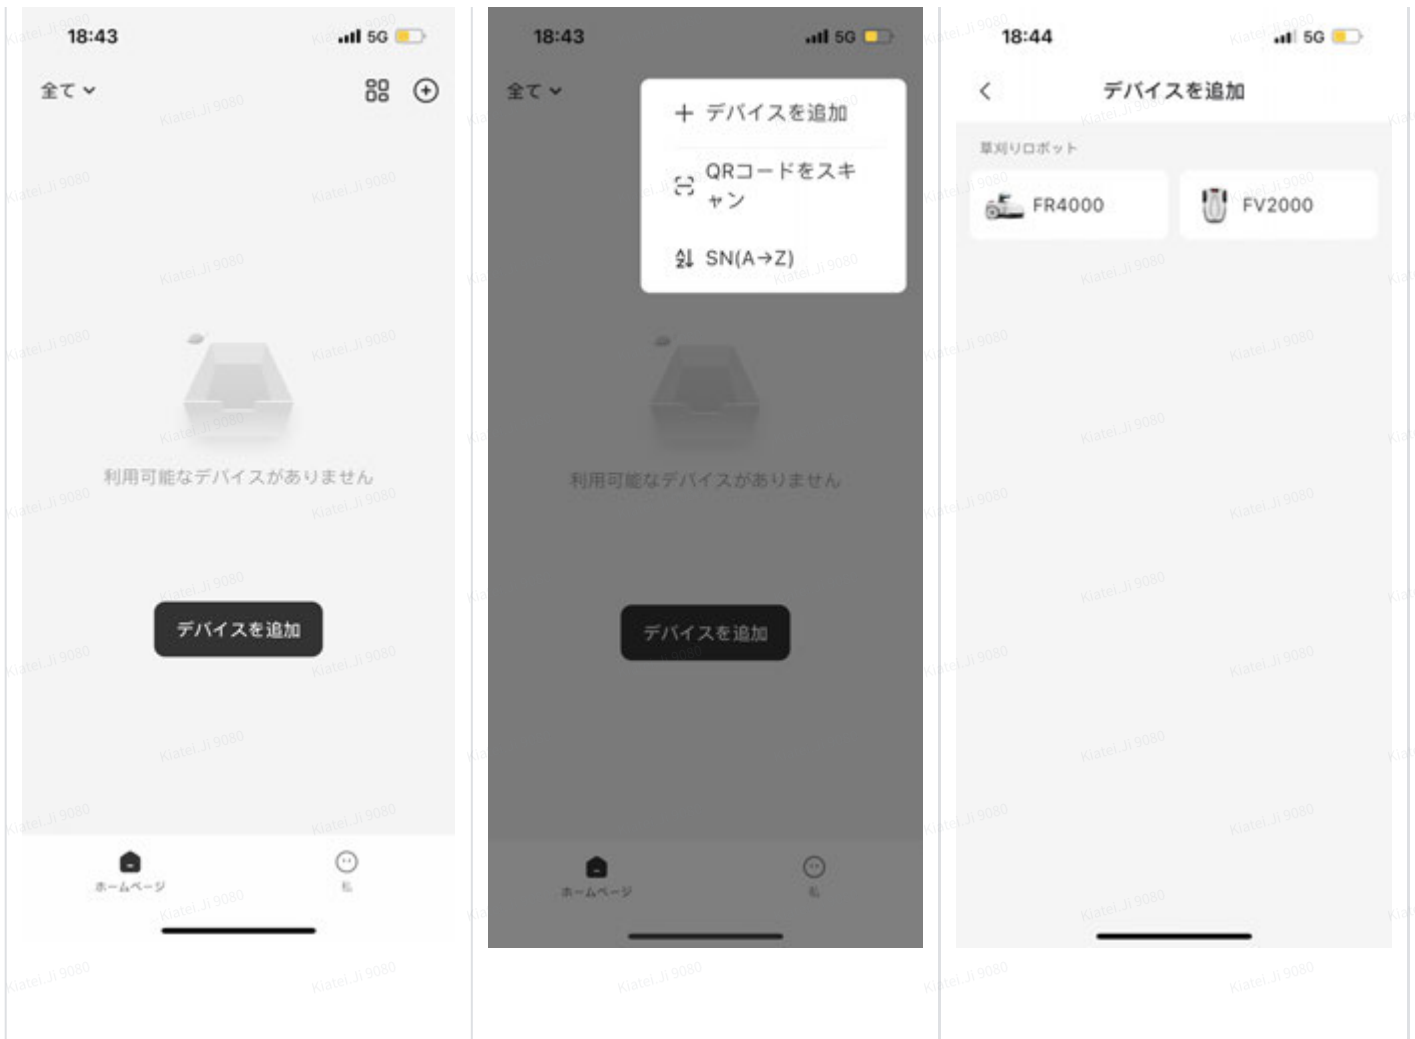 18:43
5G
全て
利用可能なデバイスがありません
デバイスを追加
ホームページ
私
18:43
5G
全て
デバイスを追加
QRコードをスキ
ャン
SN(A→Z)
利用可能なデバイスがありません
デバイスを追加
ホームページ
私
18:44
5G
デバイスを追加
草刈りロボット
FR4000
FV2000
Kiatei.Ji 9080